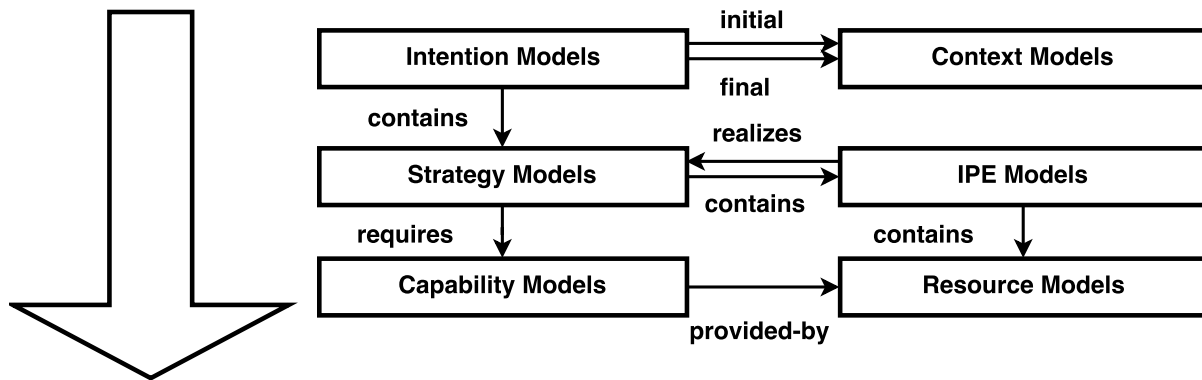 initial
Intention Models
Context Models
final
contains
realizes
Strategy Models
IPE Models
contains
requires
contains
Capability Models
Resource Models
provided-by